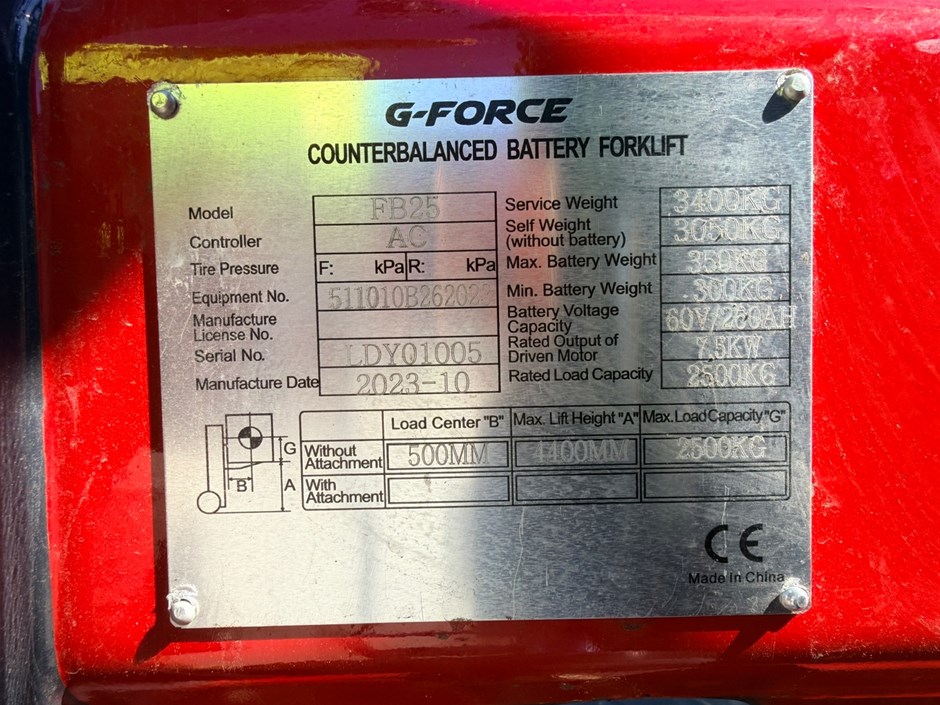 G-FORCE
COUNTERBALANCED BATTERY FORKLIFT
Model FB25
Controller AC
Tire Pressure F: kPa R: kPa
Equipment No.
Manufacture License No.
Serial No. LDY01005
Manufacture Date 2023-10
Service Weight 3400KG
Self Weight (without battery) 3050KG
Max. Battery Weight 350KG
Min. Battery Weight 300KG
Battery Voltage Capacity
Rated Output of Driven Motor 7.5KW
Rated Load Capacity 2500KG
Load Center "B" Max. Lift Height "A" Max. Load Capacity "G"
Without Attachment 500MM 4400MM 2500KG
With Attachment
G
B
A
CE
Made In China